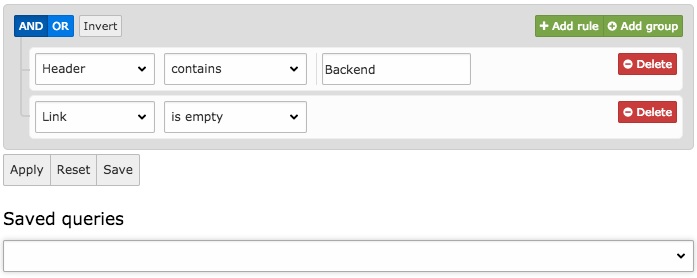 AND OR Invert Add rule Add group
Header contains Backend Delete
Link is empty Delete
Apply Reset Save
Saved queries